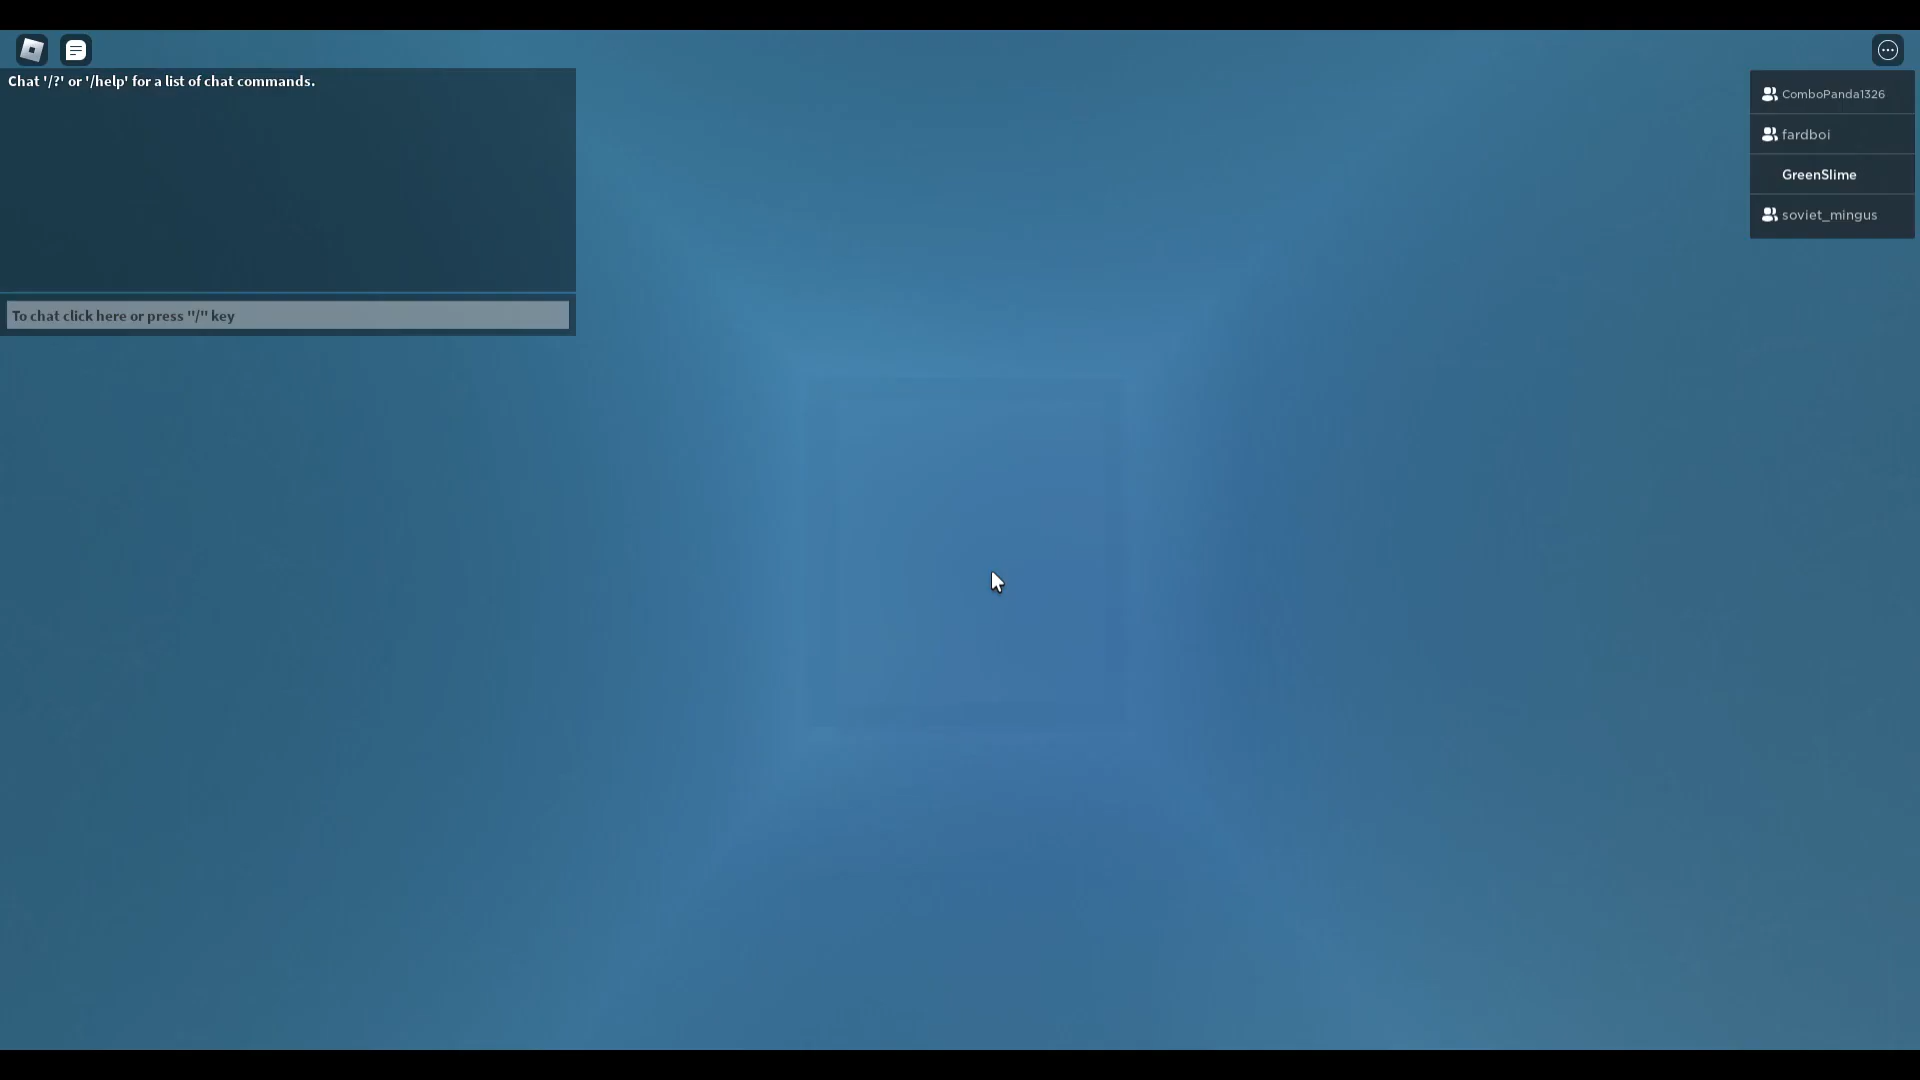 Chat '/?' or '/help' for a list of chat commands.
To chat click here or press "/" key
ComboPanda1326
fardboi
GreenSlime
soviet_mingus